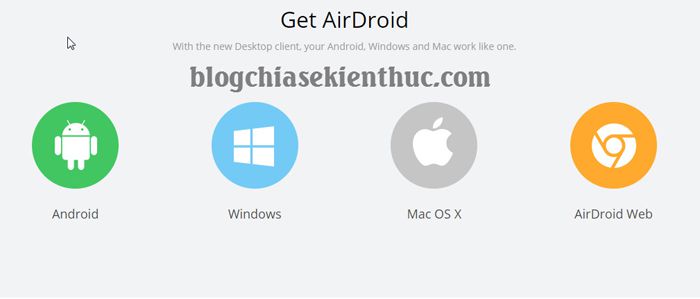 Get AirDroid
With the new Desktop client, your Android, Windows and Mac work like one.
blogchiasekienthuc.com
Android
Windows
Mac OS X
AirDroid Web